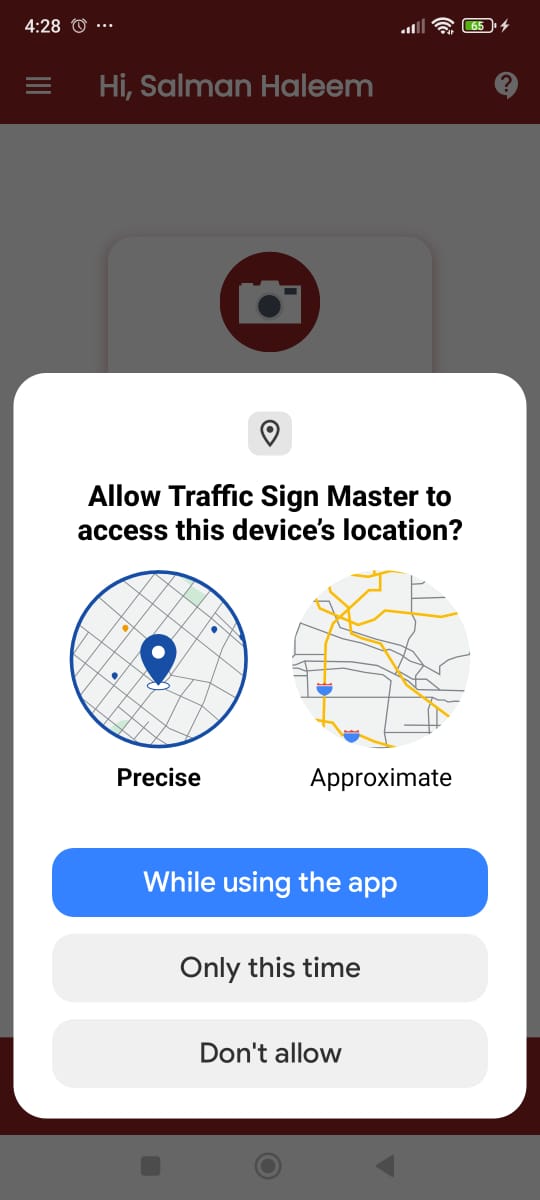 4:28
65
Hi, Salman Haleem
Allow Traffic Sign Master to
access this device’s location?
Precise
Approximate
While using the app
Only this time
Don't allow